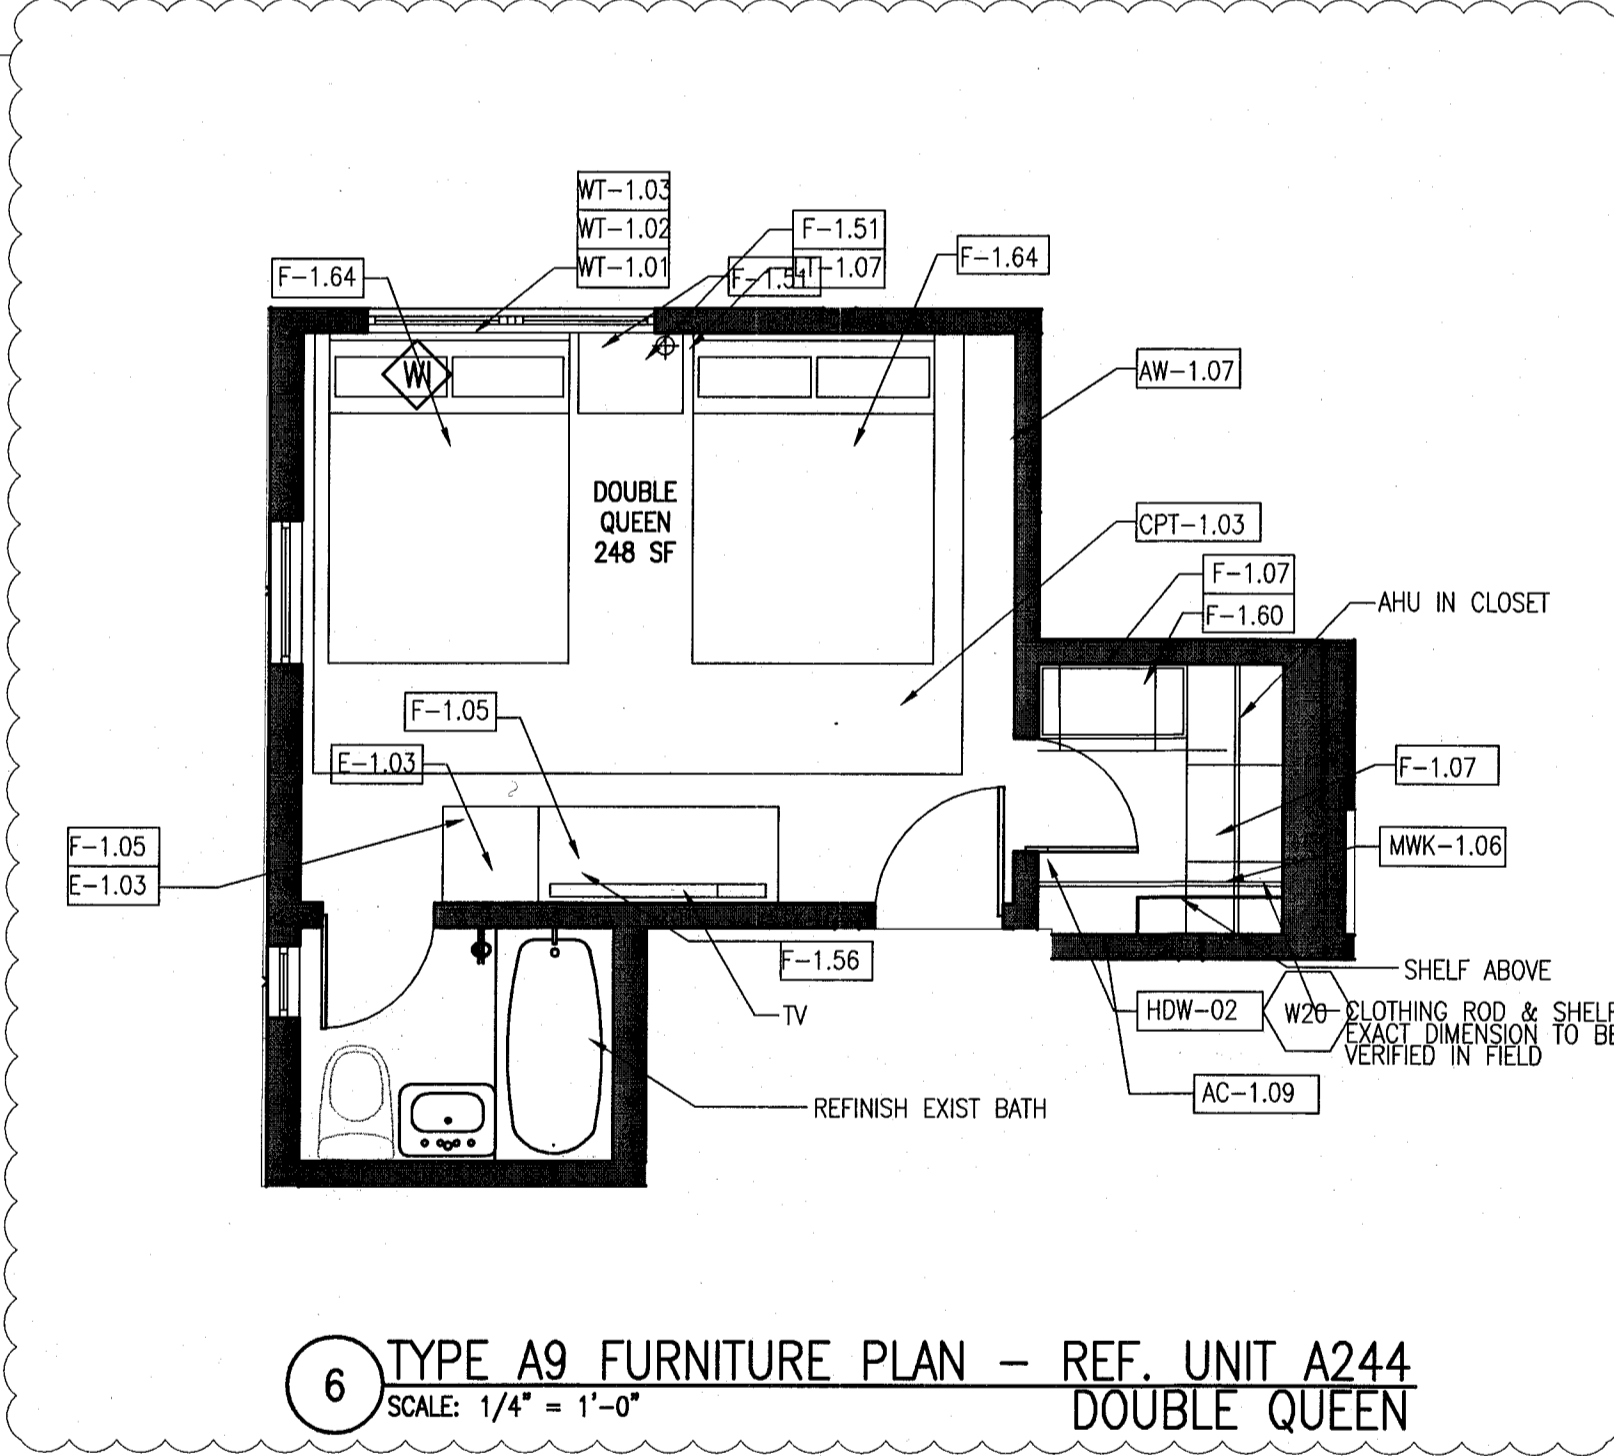 WT-1.03
WT-1.02
WT-1.01
F-1.51
LT-1.07
F-1.51
F-1.64
F-1.64
AW-1.07
DOUBLE
QUEEN
248 SF
CPT-1.03
F-1.07
F-1.60
AHU IN CLOSET
F-1.05
E-1.03
F-1.07
F-1.05
E-1.03
MWK-1.06
F-1.56
SHELF ABOVE
TV
HDW-02
W20
CLOTHING ROD & SHELF
EXACT DIMENSION TO BE
VERIFIED IN FIELD
AC-1.09
REFINISH EXIST BATH
6
TYPE A9 FURNITURE PLAN - REF. UNIT A244
SCALE: 1/4" = 1'-0"
DOUBLE QUEEN